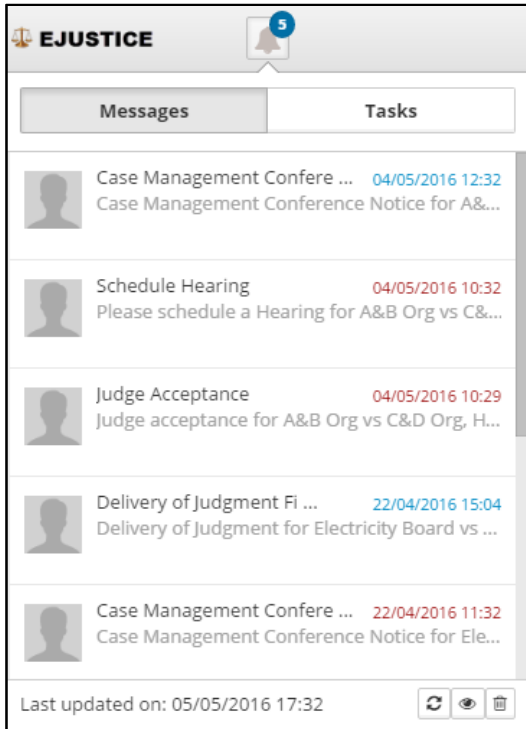 5
EJUSTICE
Messages Tasks
Case Management Confere ... 04/05/2016 12:32
Case Management Conference Notice for A&...
Schedule Hearing 04/05/2016 10:32
Please schedule a Hearing for A&B Org vs C&...
Judge Acceptance 04/05/2016 10:29
Judge acceptance for A&B Org vs C&D Org, H...
Delivery of Judgment Fi ... 22/04/2016 15:04
Delivery of Judgment for Electricity Board vs ...
Case Management Confere ... 22/04/2016 11:32
Case Management Conference Notice for Ele...
Last updated on: 05/05/2016 17:32